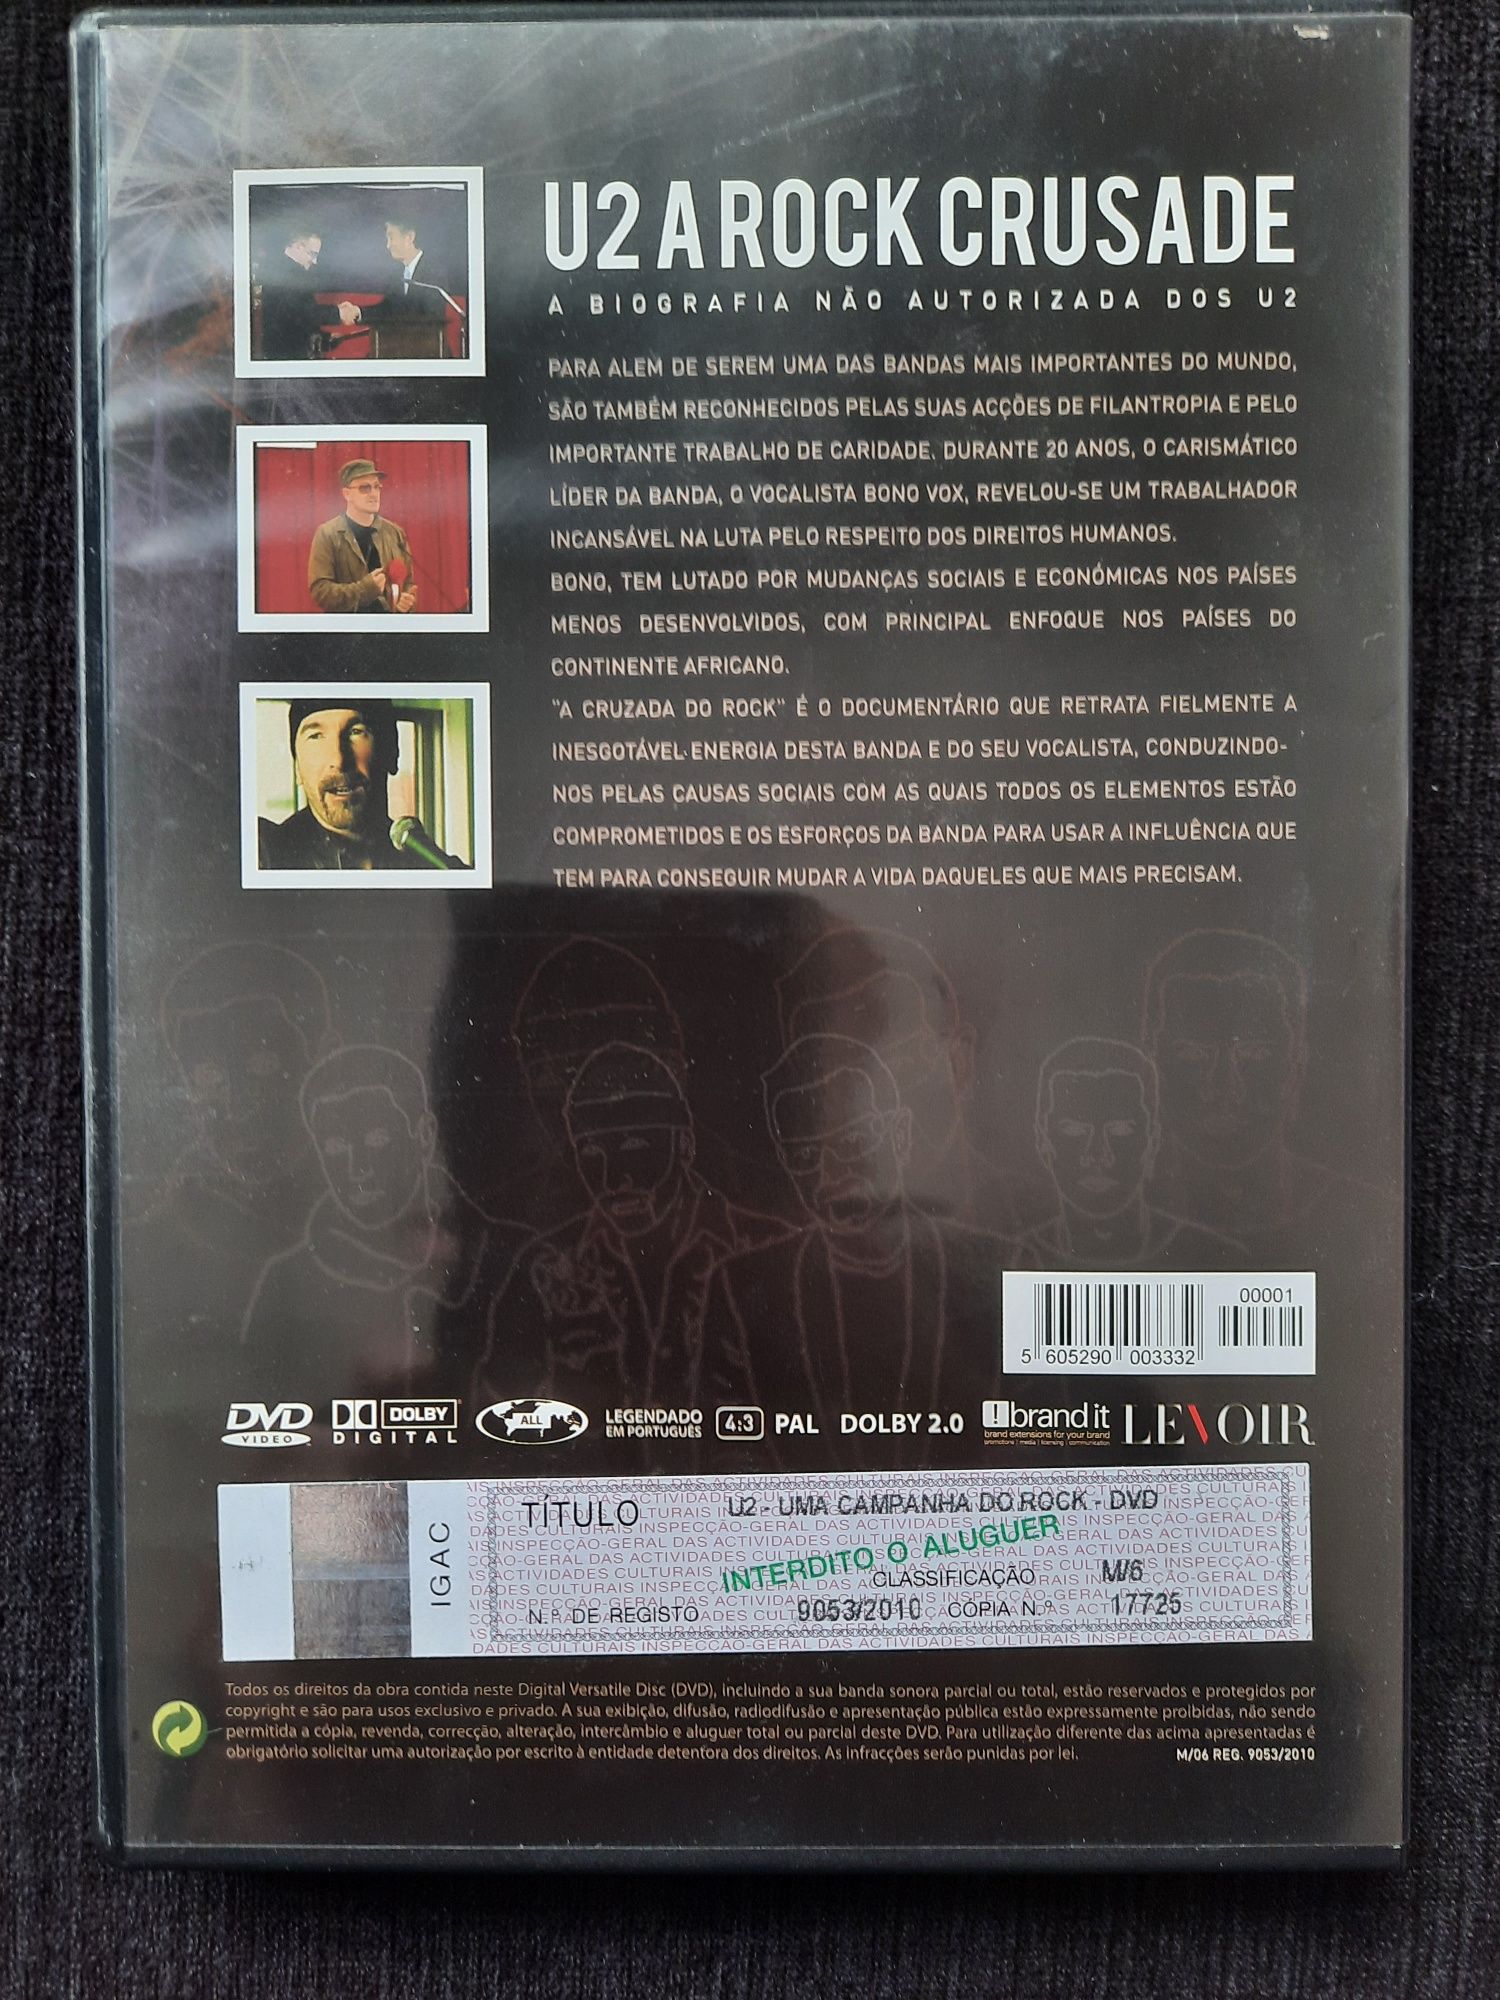 U2 A ROCK CRUSADE
A BIOGRAFIA NÃO AUTORIZADA DOS U2
PARA ALEM DE SEREM UMA DAS BANDAS MAIS IMPORTANTES DO MUNDO,
SÃO TAMBÉM RECONHECIDOS PELAS SUAS ACÇÕES DE FILANTROPIA E PELO
IMPORTANTE TRABALHO DE CARIDADE. DURANTE 20 ANOS, O CARISMÁTICO
LÍDER DA BANDA, O VOCALISTA BONO VOX, REVELOU-SE UM TRABALHADOR
INCANSÁVEL NA LUTA PELO RESPEITO DOS DIREITOS HUMANOS.
BONO, TEM LUTADO POR MUDANÇAS SOCIAIS E ECONÓMICAS NOS PAÍSES
MENOS DESENVOLVIDOS, COM PRINCIPAL ENFOQUE NOS PAÍSES DO
CONTINENTE AFRICANO.
"A CRUZADA DO ROCK" É O DOCUMENTÁRIO QUE RETRATA FIELMENTE A
INESGOTÁVEL ENERGIA DESTA BANDA E DO SEU VOCALISTA, CONDUZINDO-
NOS PELAS CAUSAS SOCIAIS COM AS QUAIS TODOS OS ELEMENTOS ESTÃO
COMPROMETIDOS E OS ESFORÇOS DA BANDA PARA USAR A INFLUÊNCIA QUE
TEM PARA CONSEGUIR MUDAR A VIDA DAQUELES QUE MAIS PRECISAM.
00001
5 605290 003332
DVD VIDEO
DOLBY DIGITAL
ALL
LEGENDADO
EM PORTUGUÊS
4:3 PAL DOLBY 2.0
! brand it
brand extensions for your brand
promotions | media | licensing | communication
LEVOIR
IGAC
TÍTULO U2 - UMA CAMPANHA DO ROCK - DVD
INTERDITO O ALUGUER
CLASSIFICAÇÃO M/6
N.º DE REGISTO 9053/2010 CÓPIA N.º 17725
INSPECÇÃO-GERAL DAS ACTIVIDADES CULTURAIS
Todos os direitos da obra contida neste Digital Versatile Disc (DVD), incluindo a sua banda sonora parcial ou total, estão reservados e protegidos por
copyright e são para usos exclusivo e privado. A sua exibição, difusão, radiodifusão e apresentação pública estão expressamente proibidas, não sendo
permitida a cópia, revenda, correcção, alteração, intercâmbio e aluguer total ou parcial deste DVD. Para utilização diferente das acima apresentadas é
obrigatório solicitar uma autorização por escrito à entidade detentora dos direitos. As infracções serão punidas por lei.
M/06 REG. 9053/2010